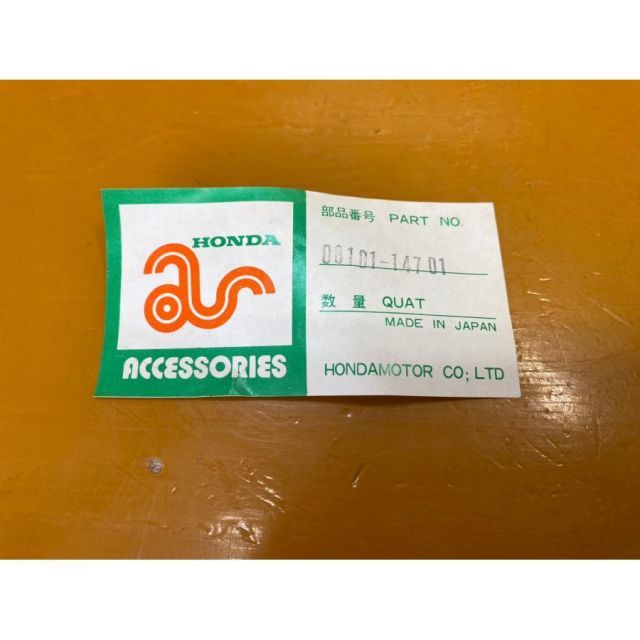 HONDA
ACCESSORIES
部品番号 PART NO.
08101-14701
数量 QUAT
MADE IN JAPAN
HONDAMOTOR CO; LTD